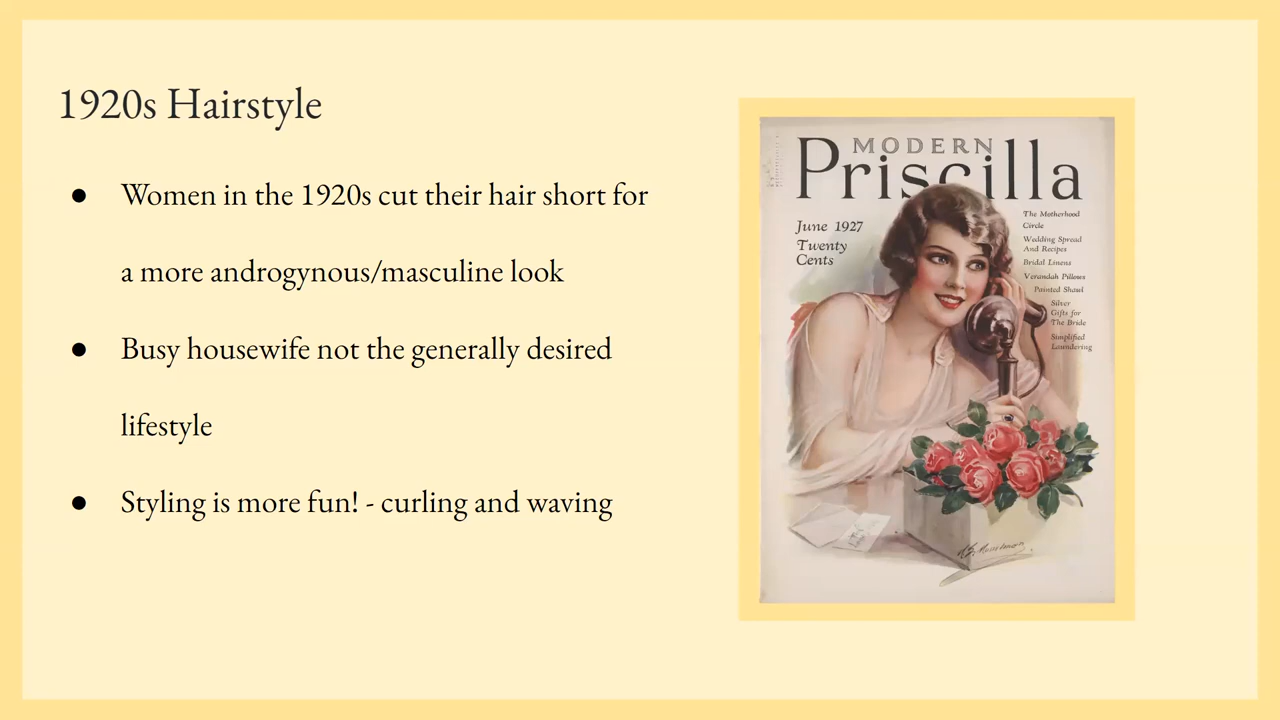 1920s Hairstyle
● Women in the 1920s cut their hair short for
a more androgynous/masculine look
● Busy housewife not the generally desired
lifestyle
● Styling is more fun! - curling and waving
MODERN
Priscilla
June 1927
Twenty
Cents
The Motherhood
Circle
Wedding Spread
And Recipes
Bridal Linens
Verandah Pillows
Painted Shawl
Silver
Gifts for
The Bride
Simplified
Laundering